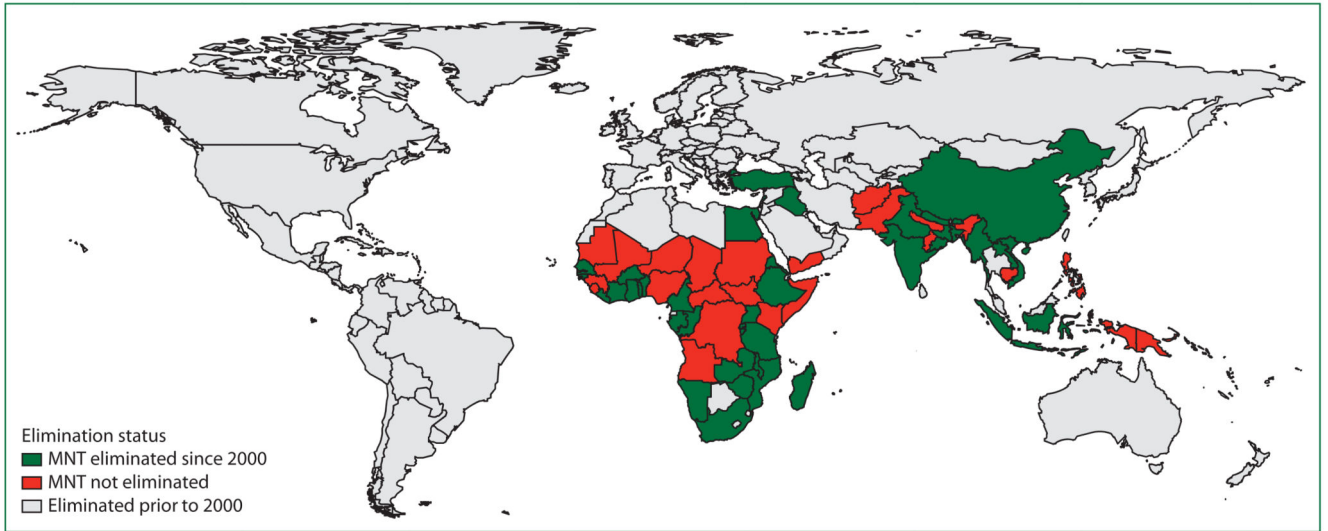 Elimination status
MNT eliminated since 2000
MNT not eliminated
Eliminated prior to 2000